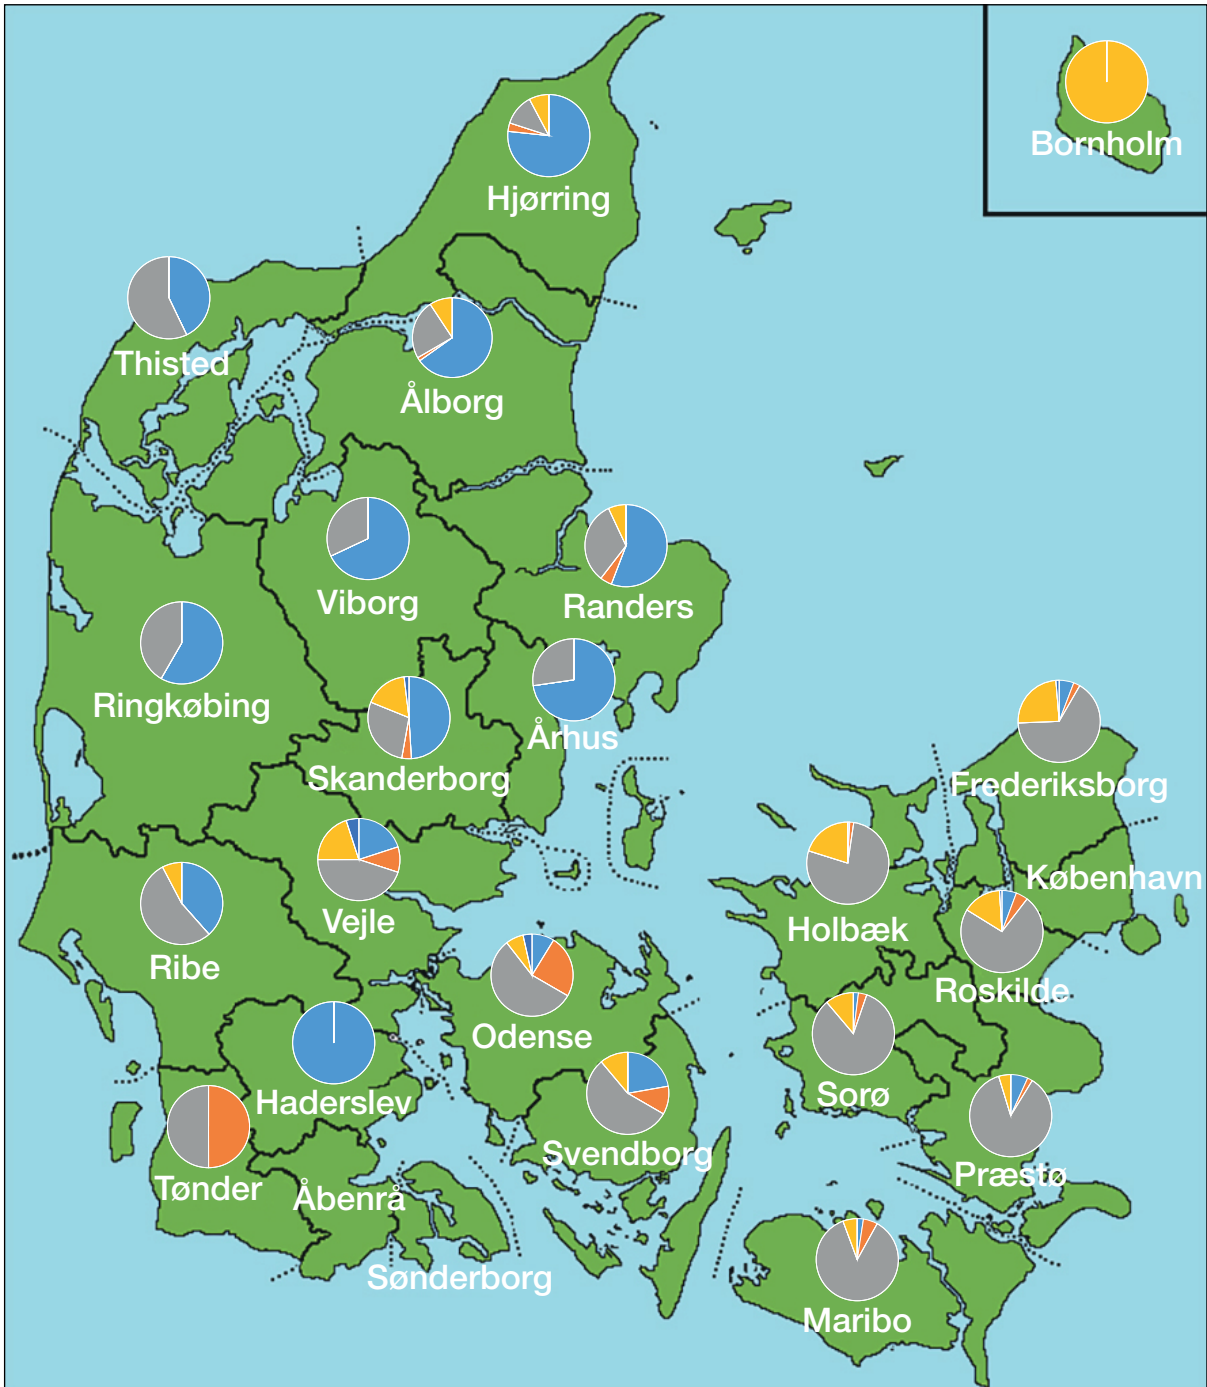 Bornholm
Hjørring
Thisted
Ålborg
Viborg
Randers
Ringkøbing
Århus
Skanderborg
Frederiksborg
København
Vejle
Holbæk
Ribe
Roskilde
Odense
Sorø
Haderslev
Svendborg
Præstø
Tønder
Åbenrå
Sønderborg
Maribo